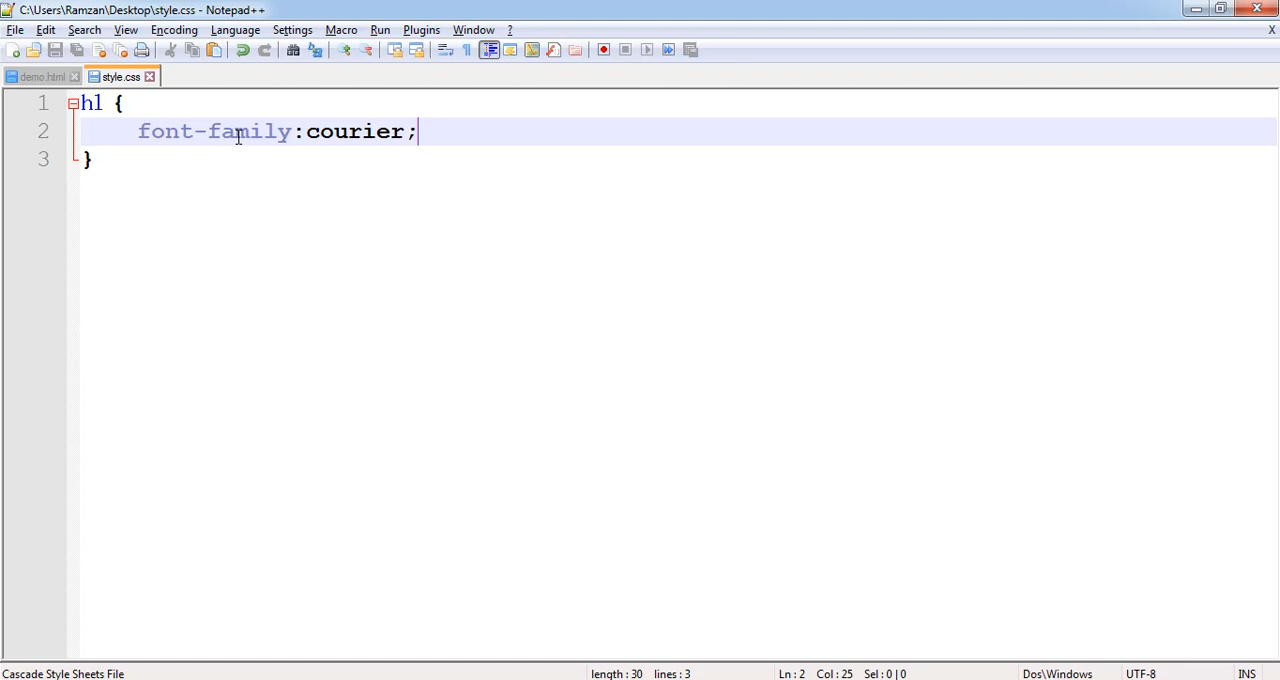 C:\Users\Ramzan\Desktop\style.css - Notepad++
File Edit Search View Encoding Language Settings Macro Run Plugins Window ? X
demo.html style.css
1 h1 {
2 font-family:courier;
3 }
Cascade Style Sheets File length : 30 lines : 3 Ln : 2 Col : 25 Sel : 0 | 0 Dos\Windows UTF-8 INS